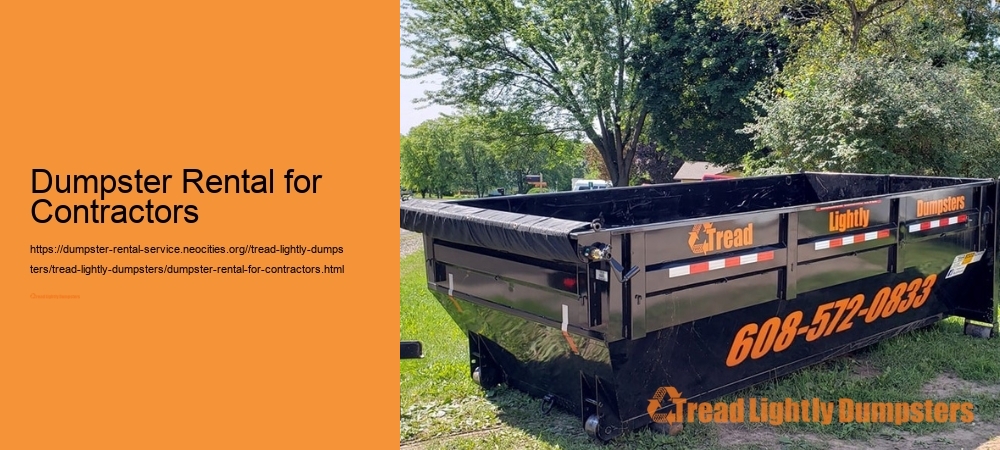 Dumpster Rental for
Contractors
https://dumpster-rental-service.neocities.org//tread-lightly-dumps
ters/tread-lightly-dumpsters/dumpster-rental-for-contractors.html
Tread
Lightly
Dumpsters
608-572-0833
Tread Lightly Dumpsters